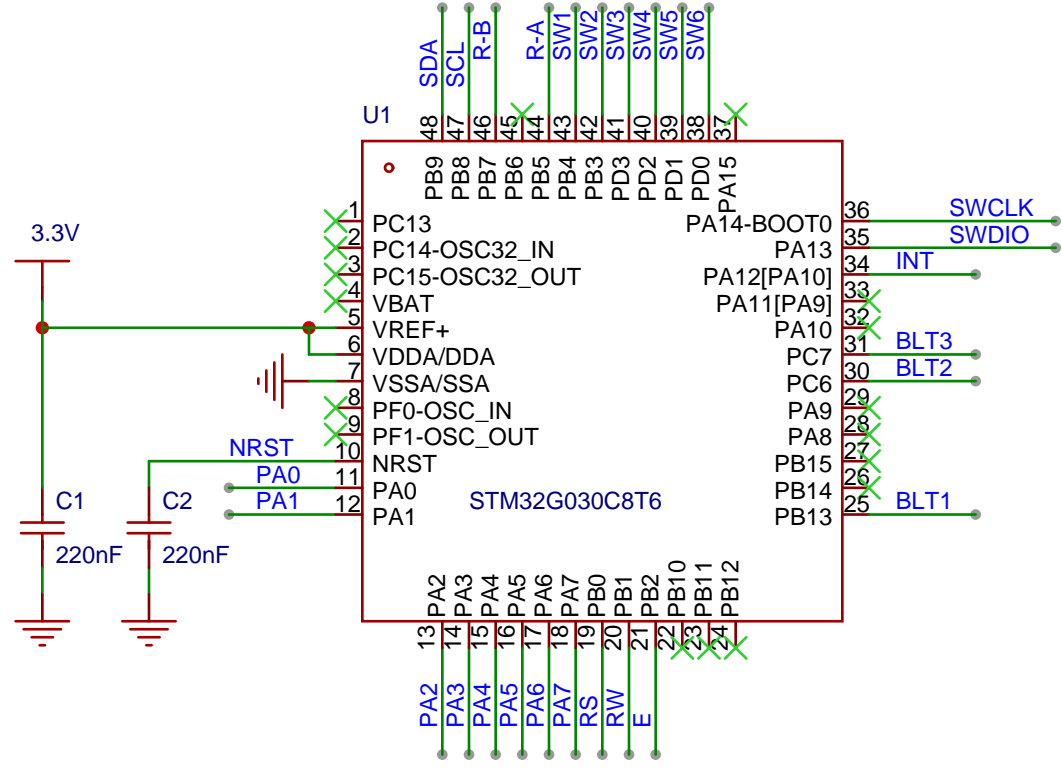 SDA
SCL
R-B
R-A
SW1
SW2
SW3
SW4
SW5
SW6
U1
48
47
46
45
44
43
42
41
40
39
38
37
PB9
PB8
PB7
PB6
PB5
PB4
PB3
PD3
PD2
PD1
PD0
PA15
3.3V
1 PC13
2 PC14-OSC32_IN
3 PC15-OSC32_OUT
4 VBAT
5 VREF+
6 VDDA/DDA
7 VSSA/SSA
8 PF0-OSC_IN
9 PF1-OSC_OUT
NRST 10 NRST
PA0 11 PA0
PA1 12 PA1
PA14-BOOT0 36 SWCLK
PA13 35 SWDIO
PA12[PA10] 34 INT
PA11[PA9] 33
PA10 32
PC7 31 BLT3
PC6 30 BLT2
PA9 29
PA8 28
PB15 27
PB14 26
PB13 25 BLT1
C1
220nF
C2
220nF
STM32G030C8T6
PA2
PA3
PA4
PA5
PA6
PA7
PB0
PB1
PB2
PB10
PB11
PB12
13
14
15
16
17
18
19
20
21
22
23
24
PA2
PA3
PA4
PA5
PA6
PA7
RS
RW
E